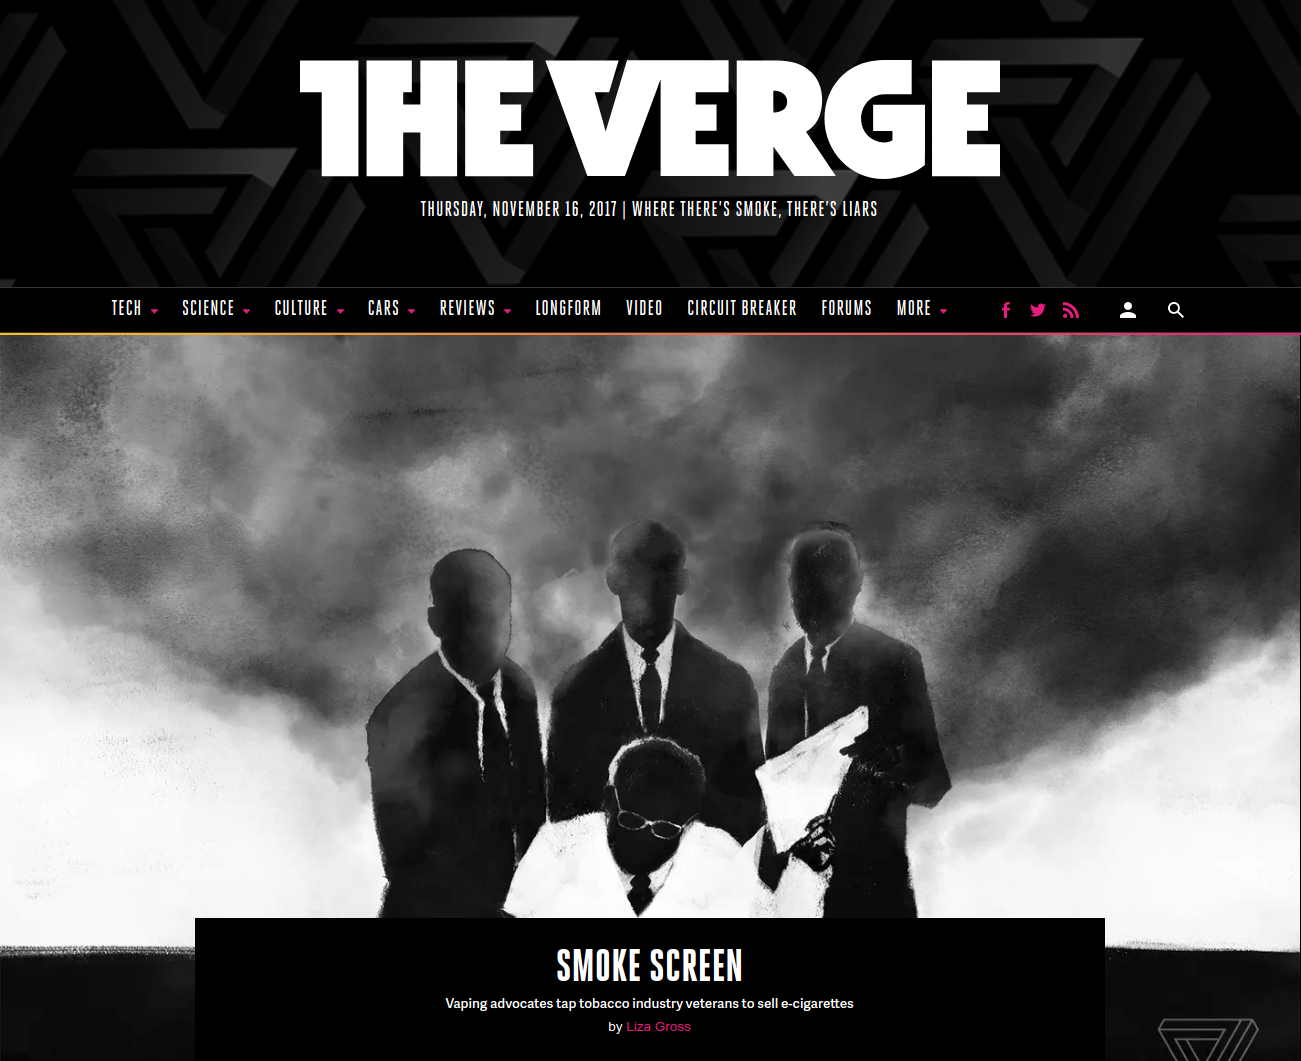 THE VERGE
THURSDAY, NOVEMBER 16, 2017 | WHERE THERE'S SMOKE, THERE'S LIARS
TECH SCIENCE CULTURE CARS REVIEWS LONGFORM VIDEO CIRCUIT BREAKER FORUMS MORE
SMOKE SCREEN
Vaping advocates tap tobacco industry veterans to sell e-cigarettes
by Liza Gross